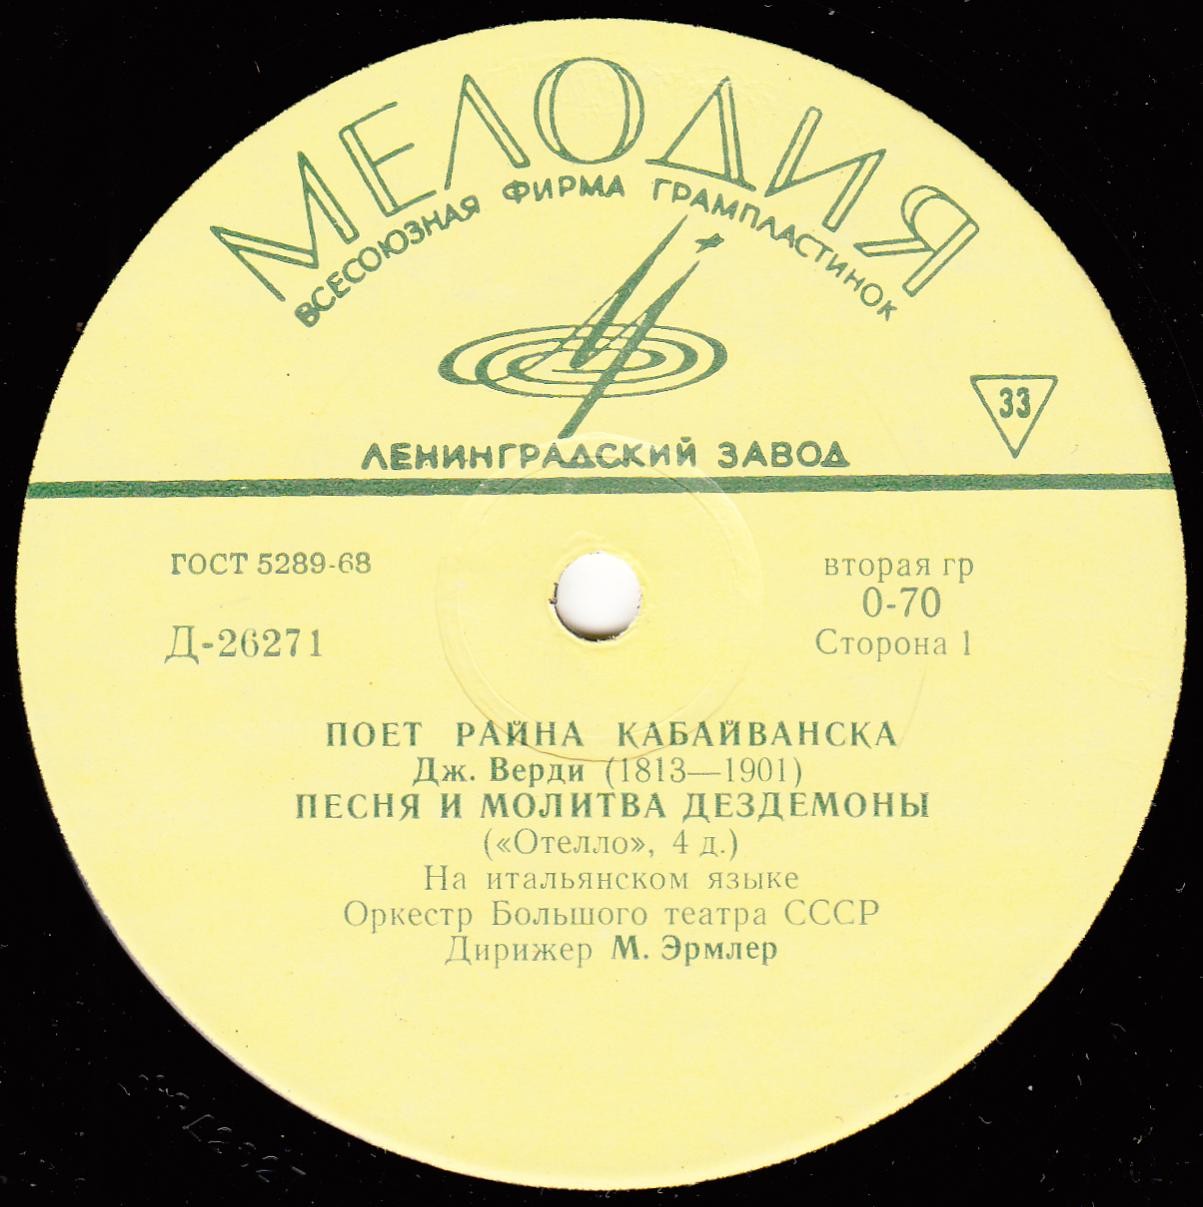 МЕЛОДИЯ
ВСЕСОЮЗНАЯ ФИРМА ГРАМПЛАСТИНОК
33
ЛЕНИНГРАДСКИЙ ЗАВОД
ГОСТ 5289-68
вторая гр
0-70
Д-26271
Сторона 1
ПОЕТ РАЙНА КАБАЙВАНСКА
Дж. Верди (1813—1901)
ПЕСНЯ И МОЛИТВА ДЕЗДЕМОНЫ
(«Отелло», 4 д.)
На итальянском языке
Оркестр Большого театра СССР
Дирижер М. Эрмлер